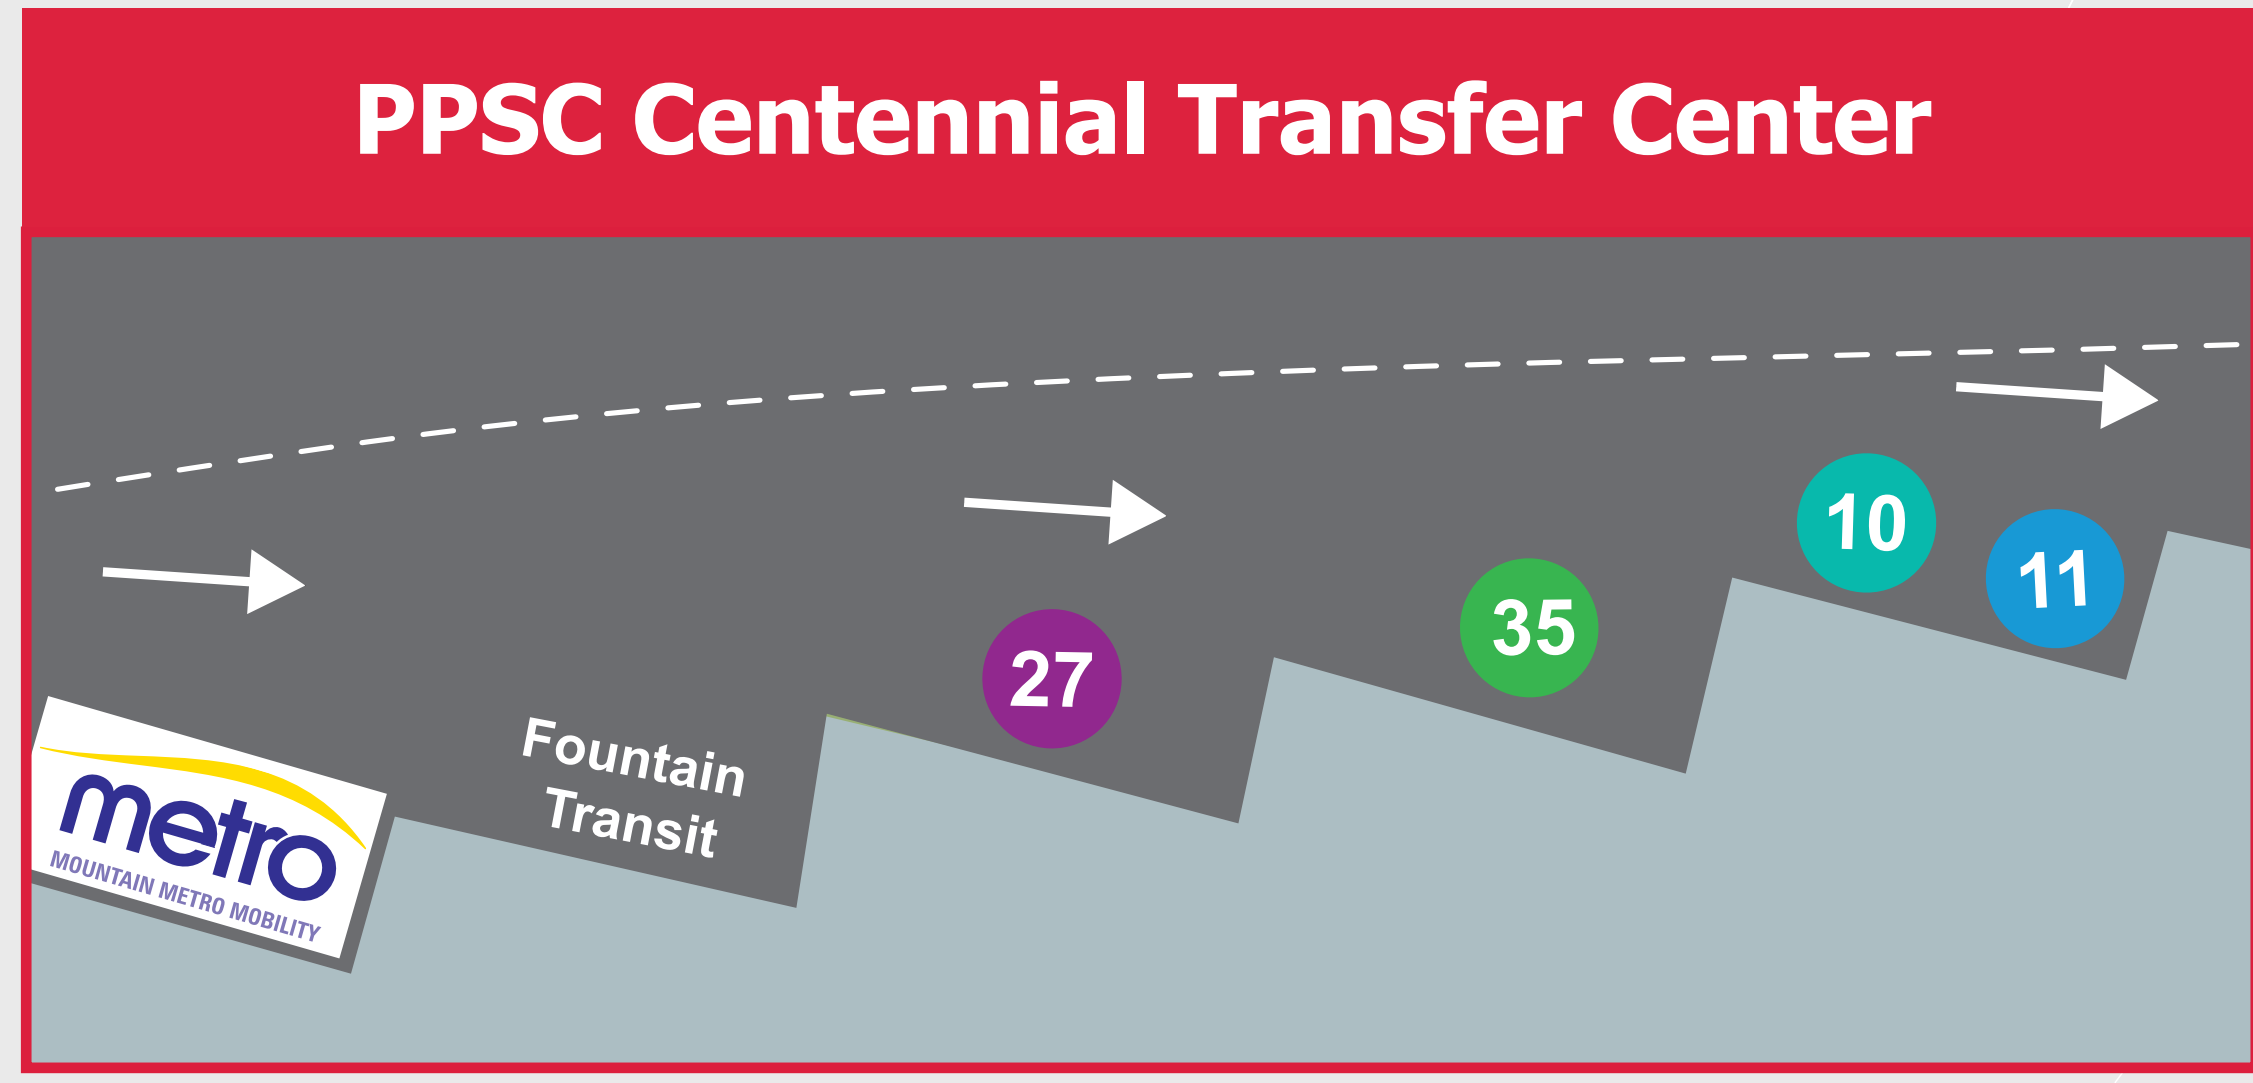 PPSC Centennial Transfer Center
10
11
35
27
Fountain
Transit
metro
MOUNTAIN METRO MOBILITY